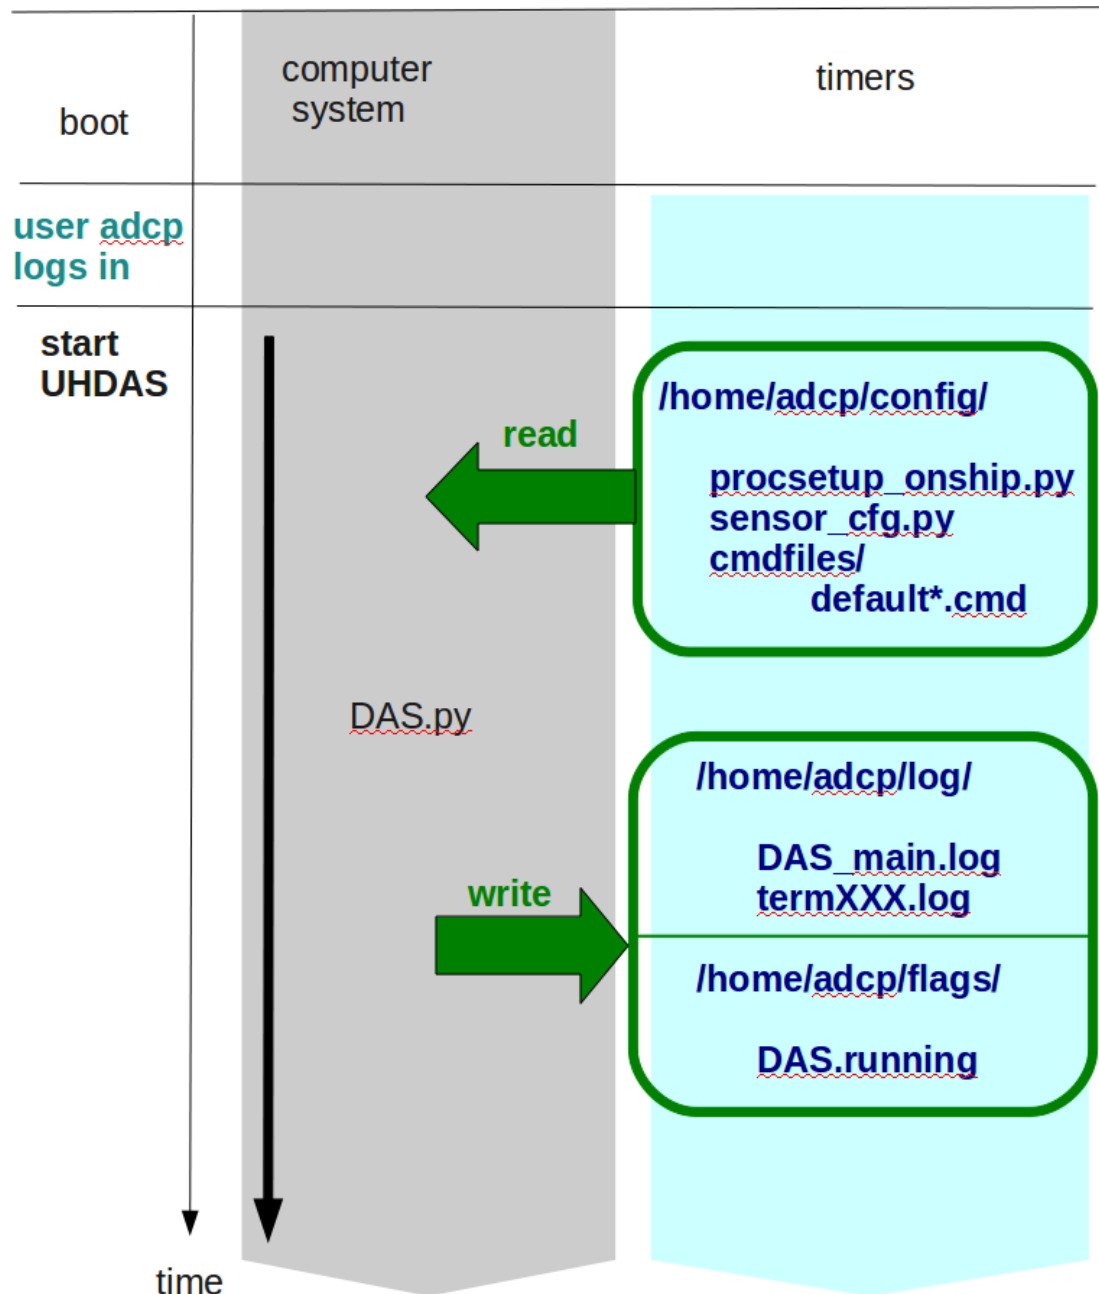 computer
system
timers
boot
user adcp
logs in
start
UHDAS
/home/adcp/config/
read
procsetup_onship.py
sensor_cfg.py
cmdfiles/
default*.cmd
DAS.py
/home/adcp/log/
DAS_main.log
write
termXXX.log
/home/adcp/flags/
DAS.running
time